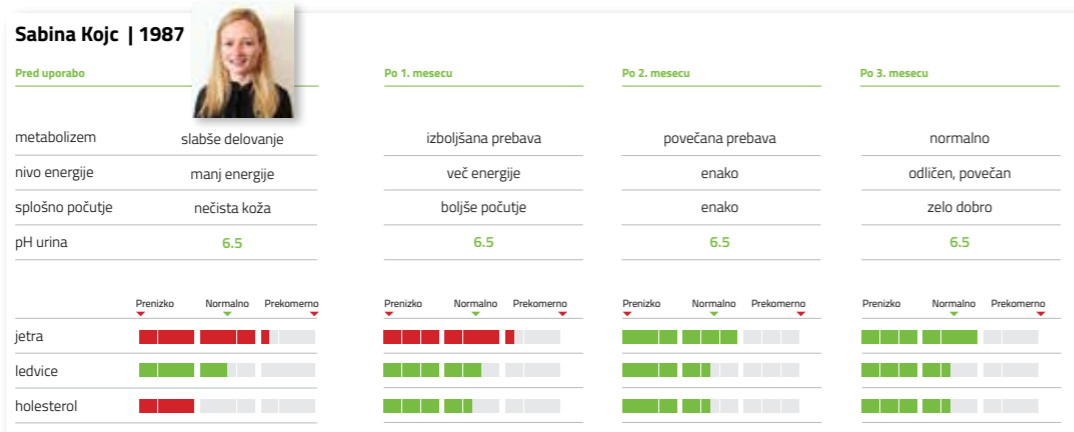 Sabina Kojc | 1987
Pred uporabo Po 1. mesecu Po 2. mesecu Po 3. mesecu
metabolizem slabše delovanje izboljšana prebava povečana prebava normalno
nivo energije manj energije več energije enako odličen, povečan
splošno počutje nečista koža boljše počutje enako zelo dobro
pH urina 6.5 6.5 6.5 6.5
Prenizko Normalno Prekomerno Prenizko Normalno Prekomerno Prenizko Normalno Prekomerno Prenizko Normalno Prekomerno
jetra
ledvice
holesterol